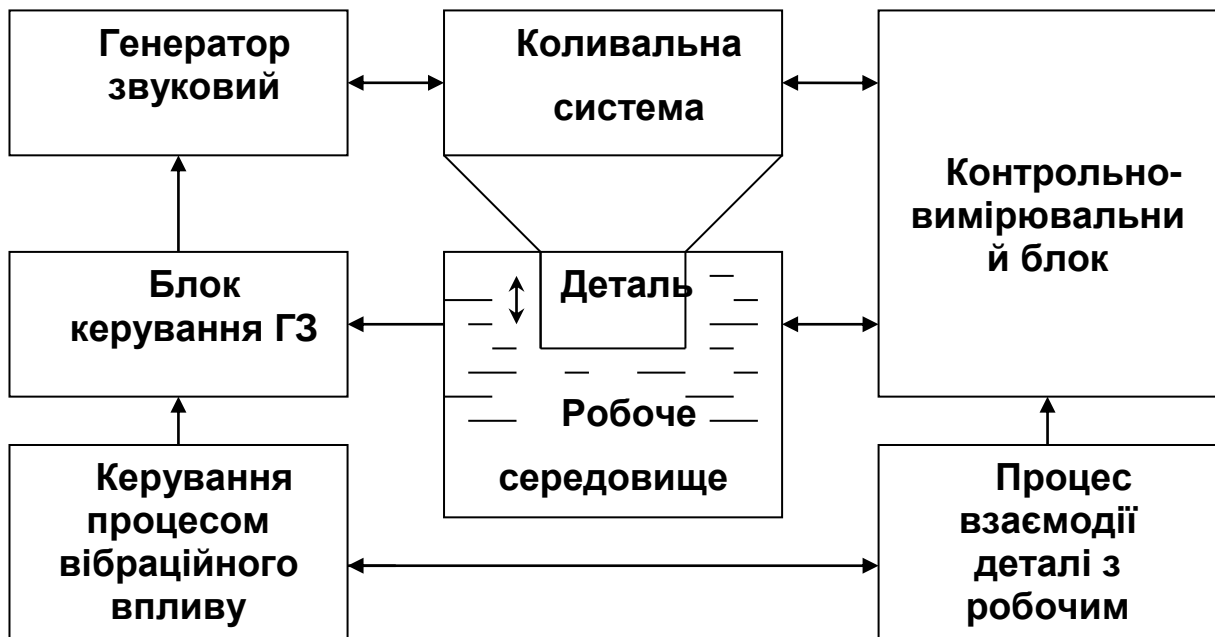 Генератор
звуковий
Коливальна
система
Контрольно-
вимірювальни
й блок
Блок
керування ГЗ
Деталь
Робоче
середовище
Керування
процесом
вібраційного
впливу
Процес
взаємодії
деталі з
робочим